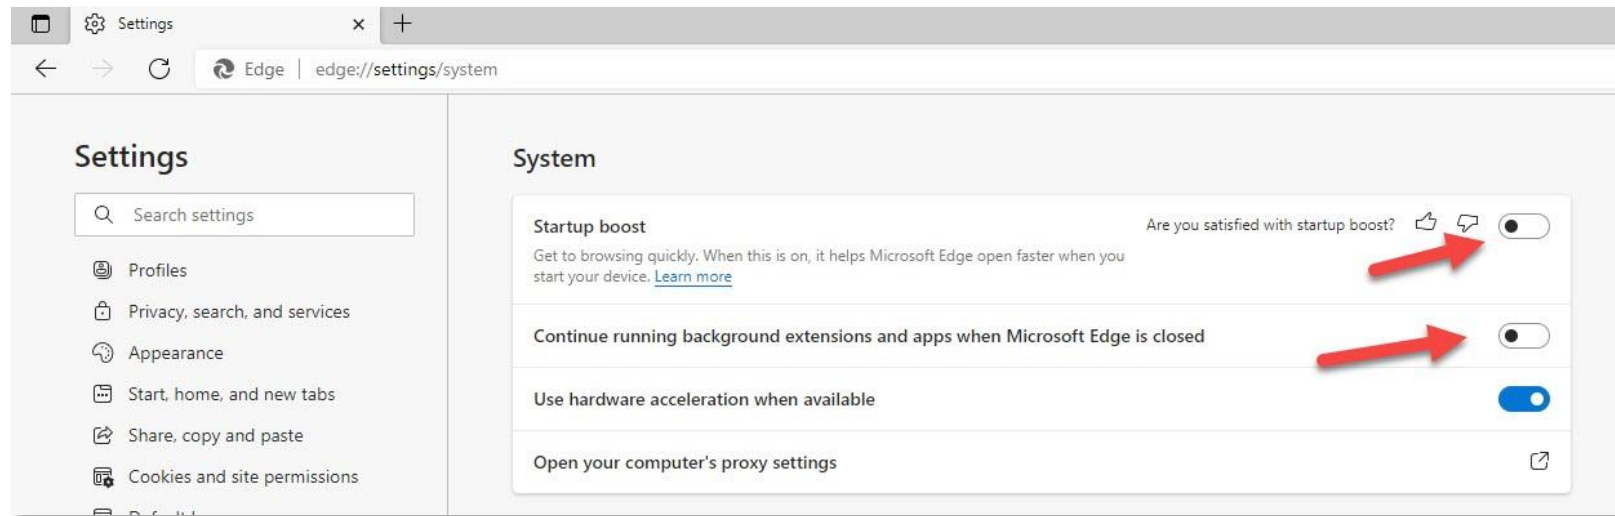 Settings
Edge | edge://settings/system
Settings
Search settings
Profiles
Privacy, search, and services
Appearance
Start, home, and new tabs
Share, copy and paste
Cookies and site permissions
System
Startup boost
Are you satisfied with startup boost?
Get to browsing quickly. When this is on, it helps Microsoft Edge open faster when you
start your device. Learn more
Continue running background extensions and apps when Microsoft Edge is closed
Use hardware acceleration when available
Open your computer's proxy settings